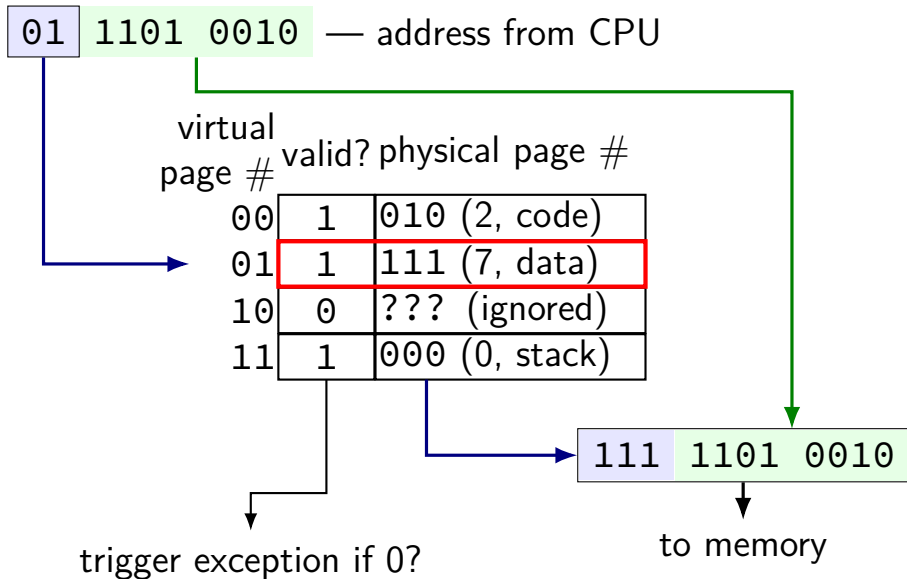 01 1101 0010 — address from CPU
virtual
page #
valid?
physical page #
00 1 010 (2, code)
01 1 111 (7, data)
10 0 ??? (ignored)
11 1 000 (0, stack)
111 1101 0010
to memory
trigger exception if 0?